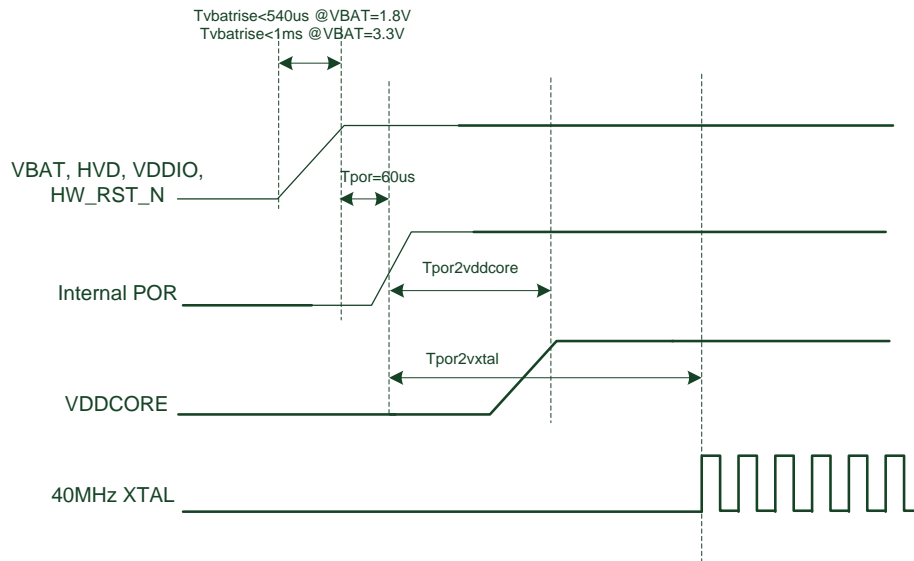 Tvbatrise<540us @VBAT=1.8V
Tvbatrise<1ms @VBAT=3.3V
VBAT, HVD, VDDIO,
HW_RST_N
Tpor=60us
Internal POR
Tpor2vddcore
Tpor2vxtal
VDDCORE
40MHz XTAL